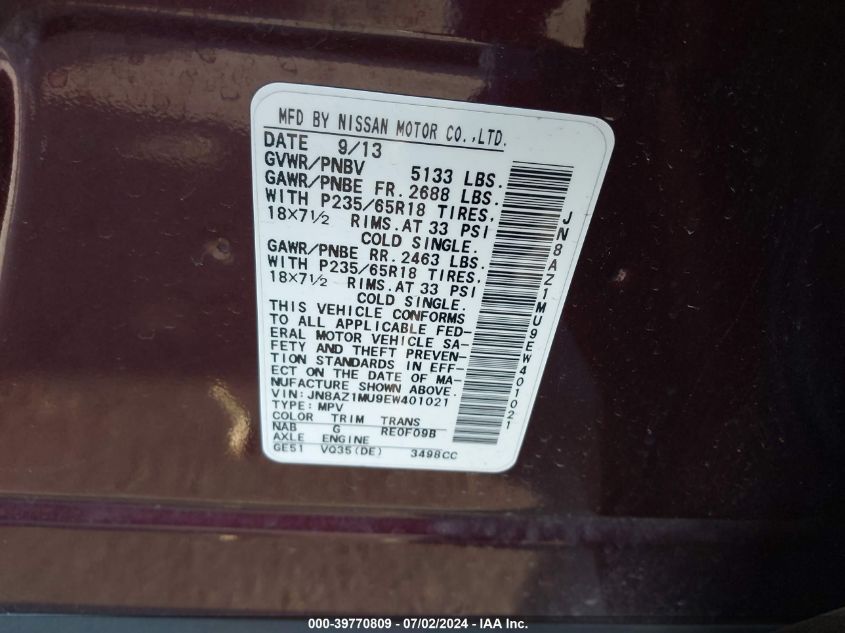 MFD BY NISSAN MOTOR CO.,LTD.
DATE 9/13
GVWR/PNBV 5133 LBS.
GAWR/PNBE FR. 2688 LBS.
WITH P235/65R18 TIRES,
18×7½ RIMS.AT 33 PSI
COLD SINGLE.
GAWR/PNBE RR. 2463 LBS.
WITH P235/65R18 TIRES,
18×7½ RIMS.AT 33 PSI
COLD SINGLE.
THIS VEHICLE CONFORMS
TO ALL APPLICABLE FED-
ERAL MOTOR VEHICLE SA-
FETY AND THEFT PREVEN-
TION STANDARDS IN EFF-
ECT ON THE DATE OF MA-
NUFACTURE SHOWN ABOVE.
VIN: JN8AZ1MU9EW401021
TYPE: MPV
COLOR TRIM TRANS
NAB G RE0F09B
AXLE ENGINE
GE51 VQ35(DE) 3498CC
JN8AZ1MU9EW401021
000-39770809 - 07/02/2024 - IAA Inc.